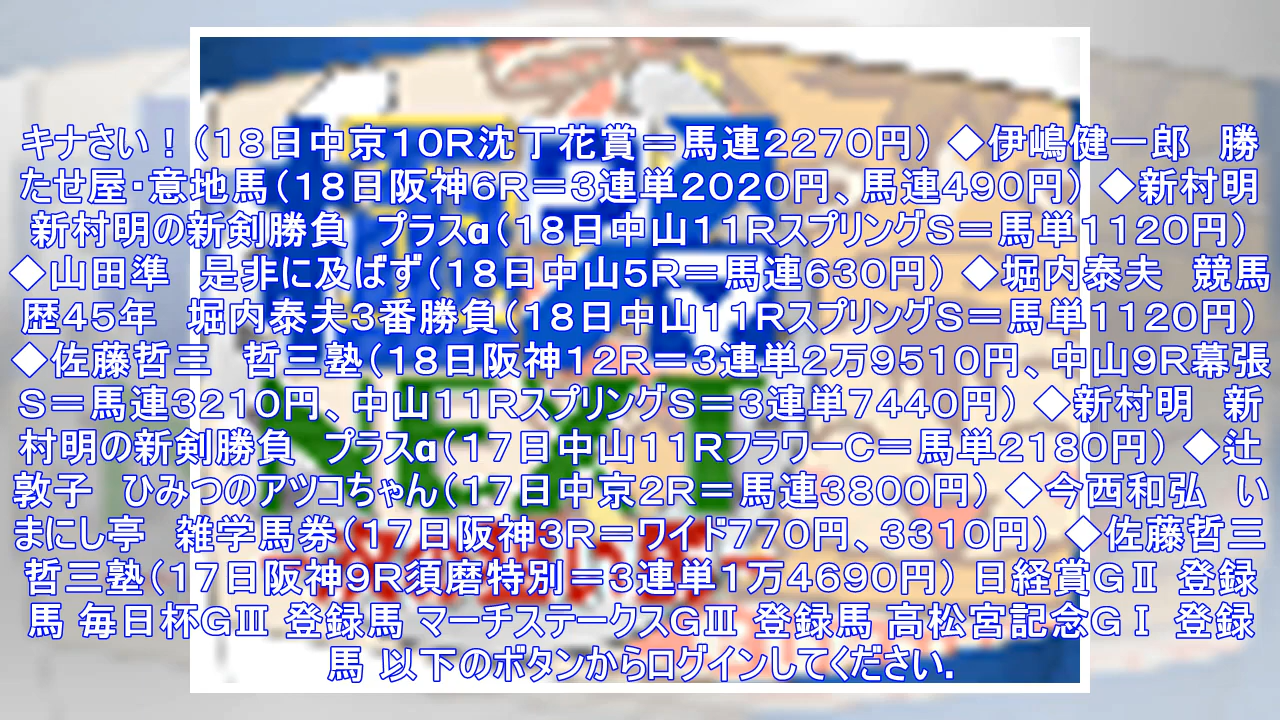 キナさい！（１８日中京１０Ｒ沈丁花賞＝馬連２２７０円） ◆伊嶋健一郎　勝
たせ屋・意地馬（１８日阪神６Ｒ＝３連単２０２０円、馬連４９０円） ◆新村明
新村明の新剣勝負　プラスα（１８日中山１１ＲスプリングＳ＝馬単１１２０円）
◆山田準　是非に及ばず（１８日中山５Ｒ＝馬連６３０円） ◆堀内泰夫　競馬
歴４５年　堀内泰夫３番勝負（１８日中山１１ＲスプリングＳ＝馬単１１２０円）
◆佐藤哲三　哲三塾（１８日阪神１２Ｒ＝３連単２万９５１０円、中山９Ｒ幕張
Ｓ＝馬連３２１０円、中山１１ＲスプリングＳ＝３連単７４４０円） ◆新村明　新
村明の新剣勝負　プラスα（１７日中山１１ＲフラワーＣ＝馬単２１８０円） ◆辻
敦子　ひみつのアツコちゃん（１７日中京２Ｒ＝馬連３８００円） ◆今西和弘　い
まにし亭　雑学馬券（１７日阪神３Ｒ＝ワイド７７０円、３３１０円） ◆佐藤哲三
哲三塾（１７日阪神９Ｒ須磨特別＝３連単１万４６９０円） 日経賞ＧⅡ 登録
馬 毎日杯ＧⅢ 登録馬 マーチステークスＧⅢ 登録馬 高松宮記念ＧⅠ 登録
馬 以下のボタンからログインしてください.
NEXT